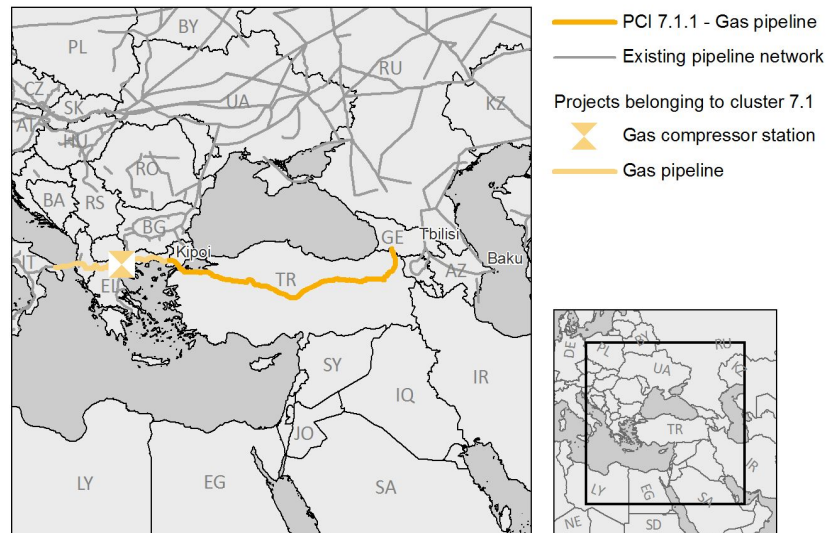 PL
BY
RU
CZ
SK
UA
KZ
AT
HU
RO
BA
RS
BG
GE
Tbilisi
IT
Kipoi
TR
AZ
Baku
EL
SY
IQ
IR
JO
LY
EG
SA
PCI 7.1.1 - Gas pipeline
Existing pipeline network
Projects belonging to cluster 7.1
Gas compressor station
Gas pipeline
DE
PL
BY
RU
UA
KZ
TR
IR
LY
EG
SA
NE
SD